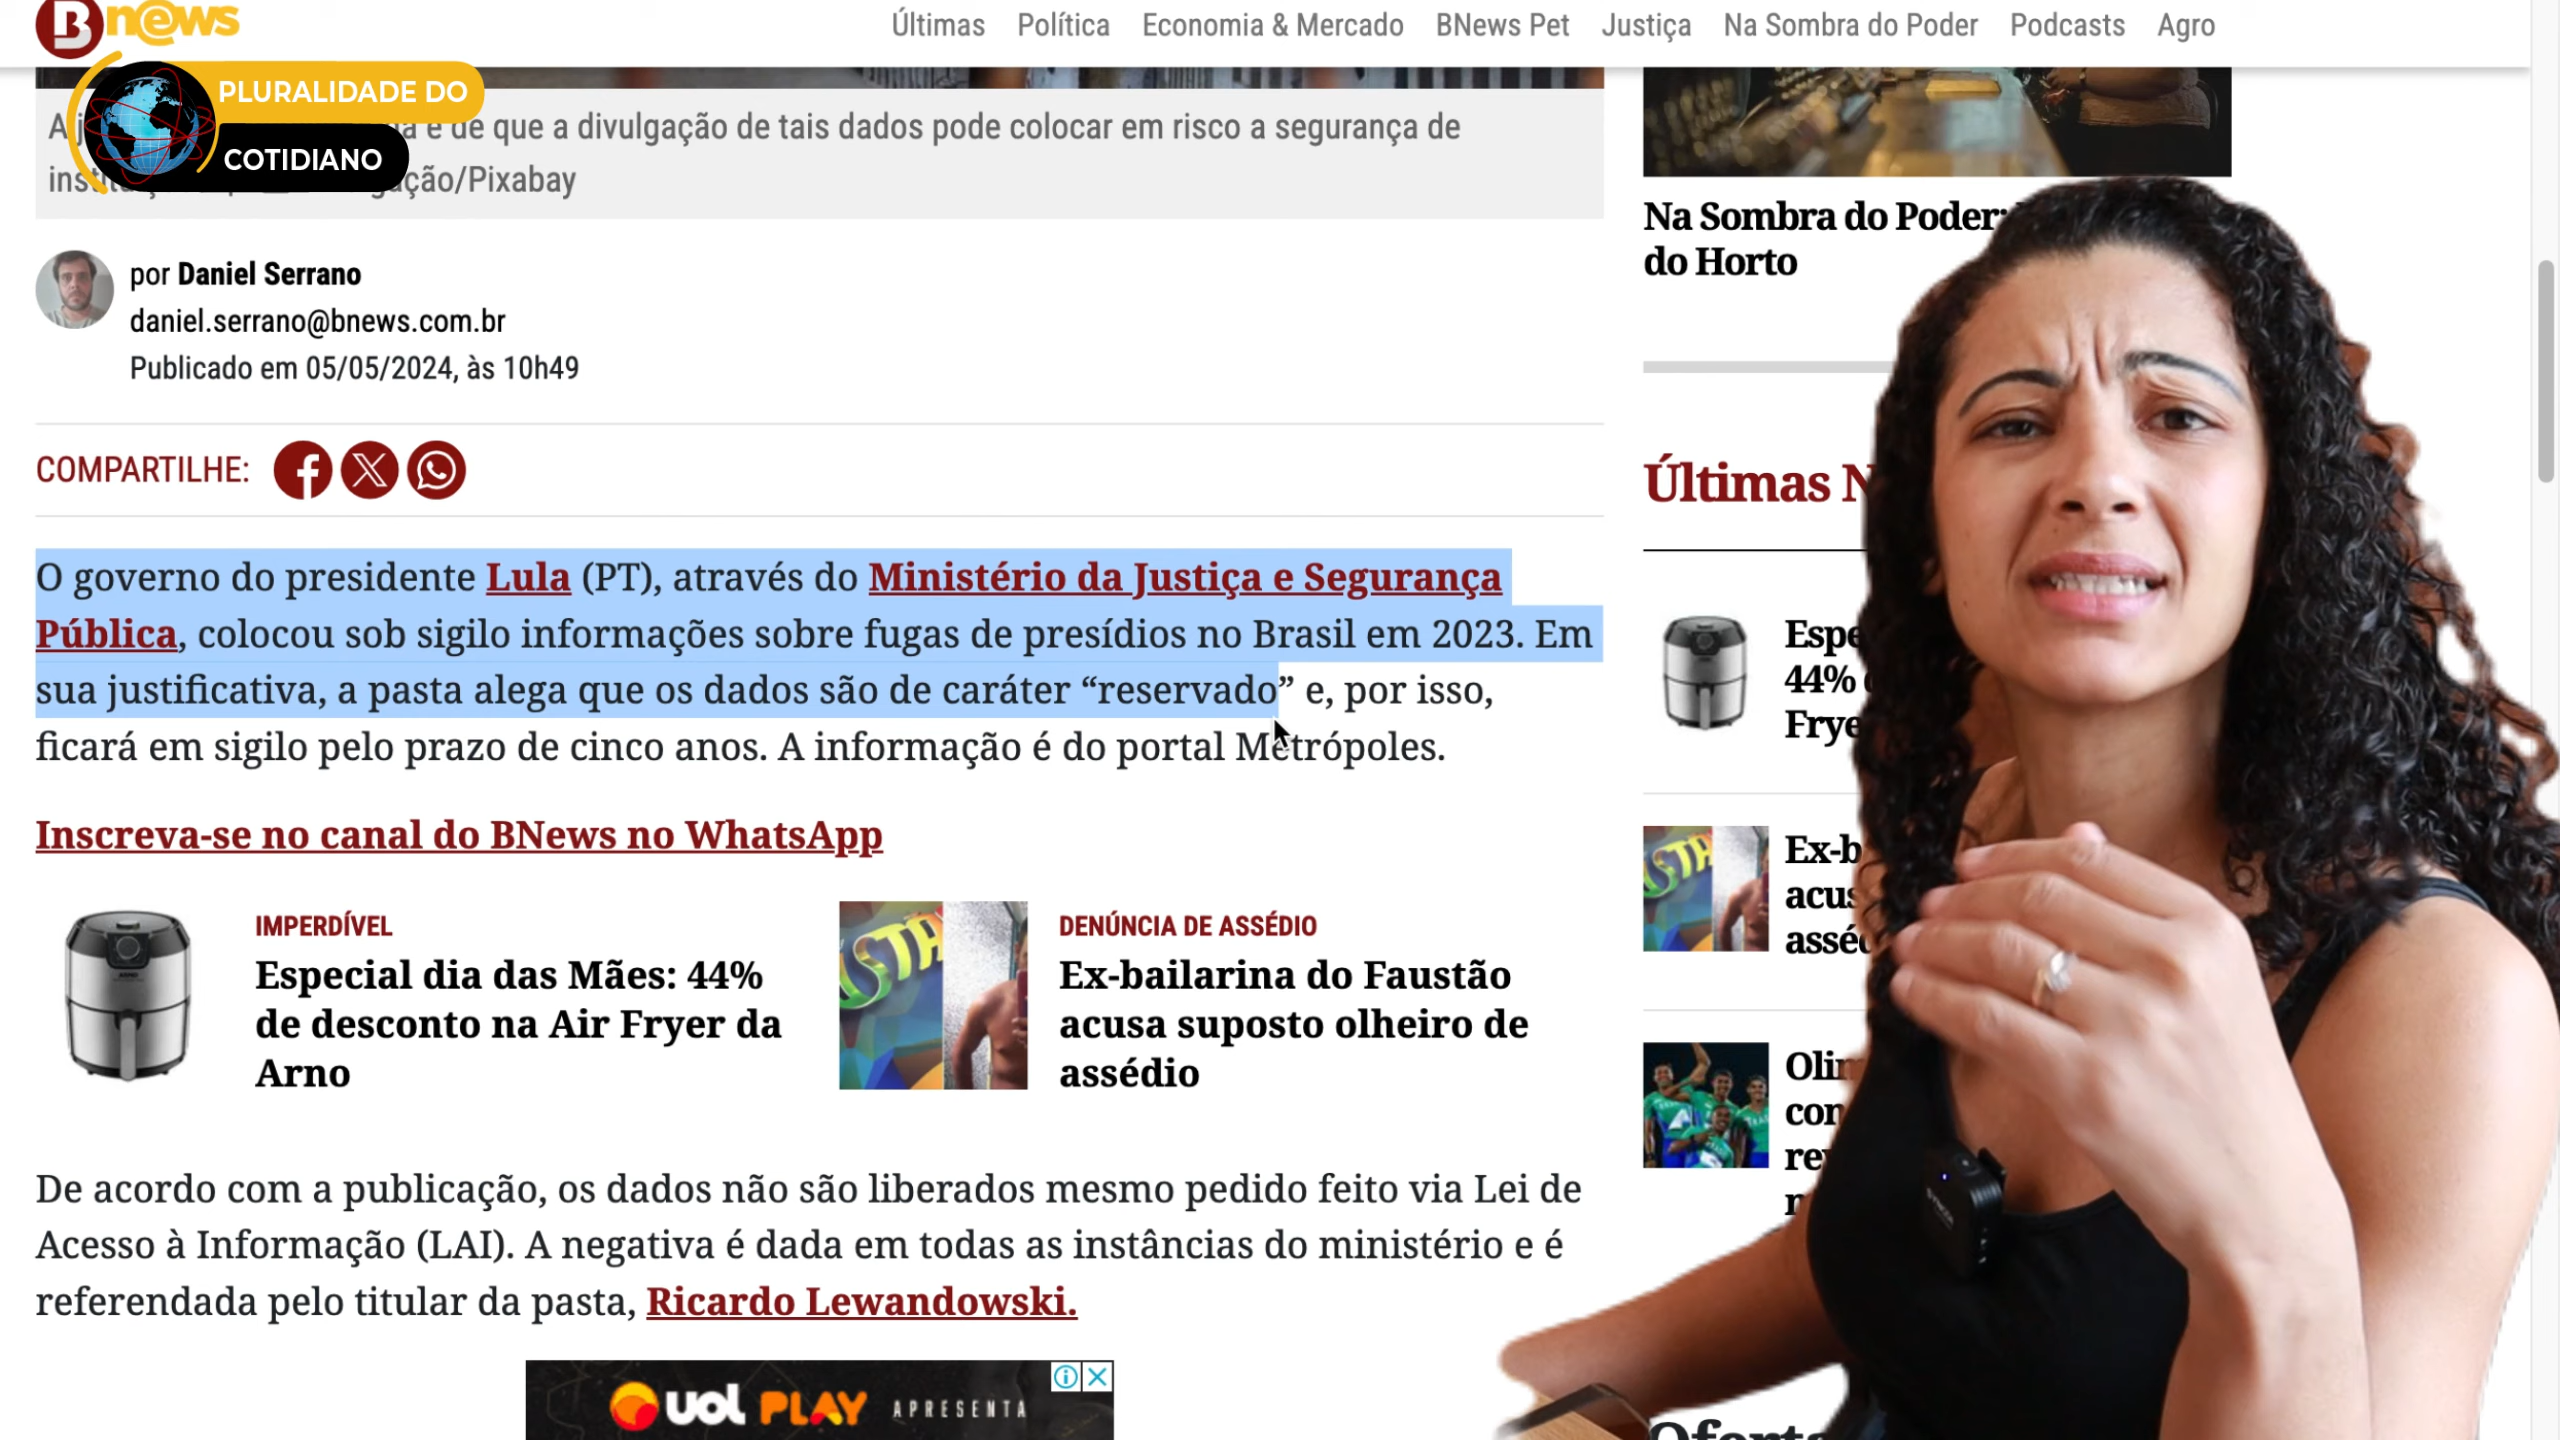 Bnews
Últimas Política Economia & Mercado BNews Pet Justiça Na Sombra do Poder Podcasts Agro
PLURALIDADE DO
COTIDIANO
é de que a divulgação de tais dados pode colocar em risco a segurança de
/Pixabay
por Daniel Serrano
daniel.serrano@bnews.com.br
Publicado em 05/05/2024, às 10h49
COMPARTILHE:
O governo do presidente Lula (PT), através do Ministério da Justiça e Segurança
Pública, colocou sob sigilo informações sobre fugas de presídios no Brasil em 2023. Em
sua justificativa, a pasta alega que os dados são de caráter “reservado” e, por isso,
ficará em sigilo pelo prazo de cinco anos. A informação é do portal Metrópoles.
Inscreva-se no canal do BNews no WhatsApp
IMPERDÍVEL
Especial dia das Mães: 44%
de desconto na Air Fryer da
Arno
DENÚNCIA DE ASSÉDIO
Ex-bailarina do Faustão
acusa suposto olheiro de
assédio
De acordo com a publicação, os dados não são liberados mesmo pedido feito via Lei de
Acesso à Informação (LAI). A negativa é dada em todas as instâncias do ministério e é
referendada pelo titular da pasta, Ricardo Lewandowski.
uol PLAY APRESENTA
Na Sombra do Poder:
do Horto
Últimas N
Espe
44%
Frye
Ex-b
acus
asséd
Olim
con
rev